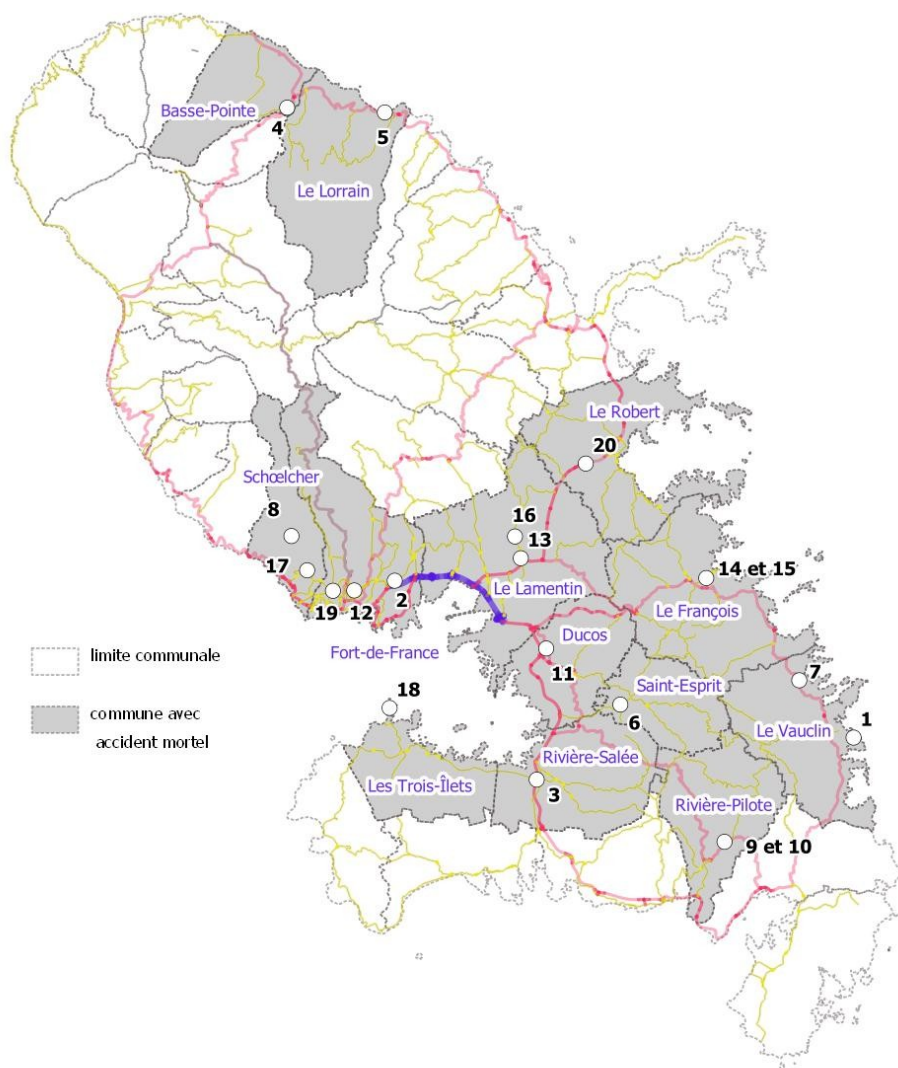 Basse-Pointe
4
5
Le Lorrain
Le Robert
20
Schœlcher
8
16
13
17
14 et 15
19
12
2
Le Lamentin
Le François
Fort-de-France
Ducos
limite communale
11
Saint-Esprit
7
18
6
1
commune avec
accident mortel
Le Vauclin
Rivière-Salée
Les Trois-Îlets
3
Rivière-Pilote
9 et 10